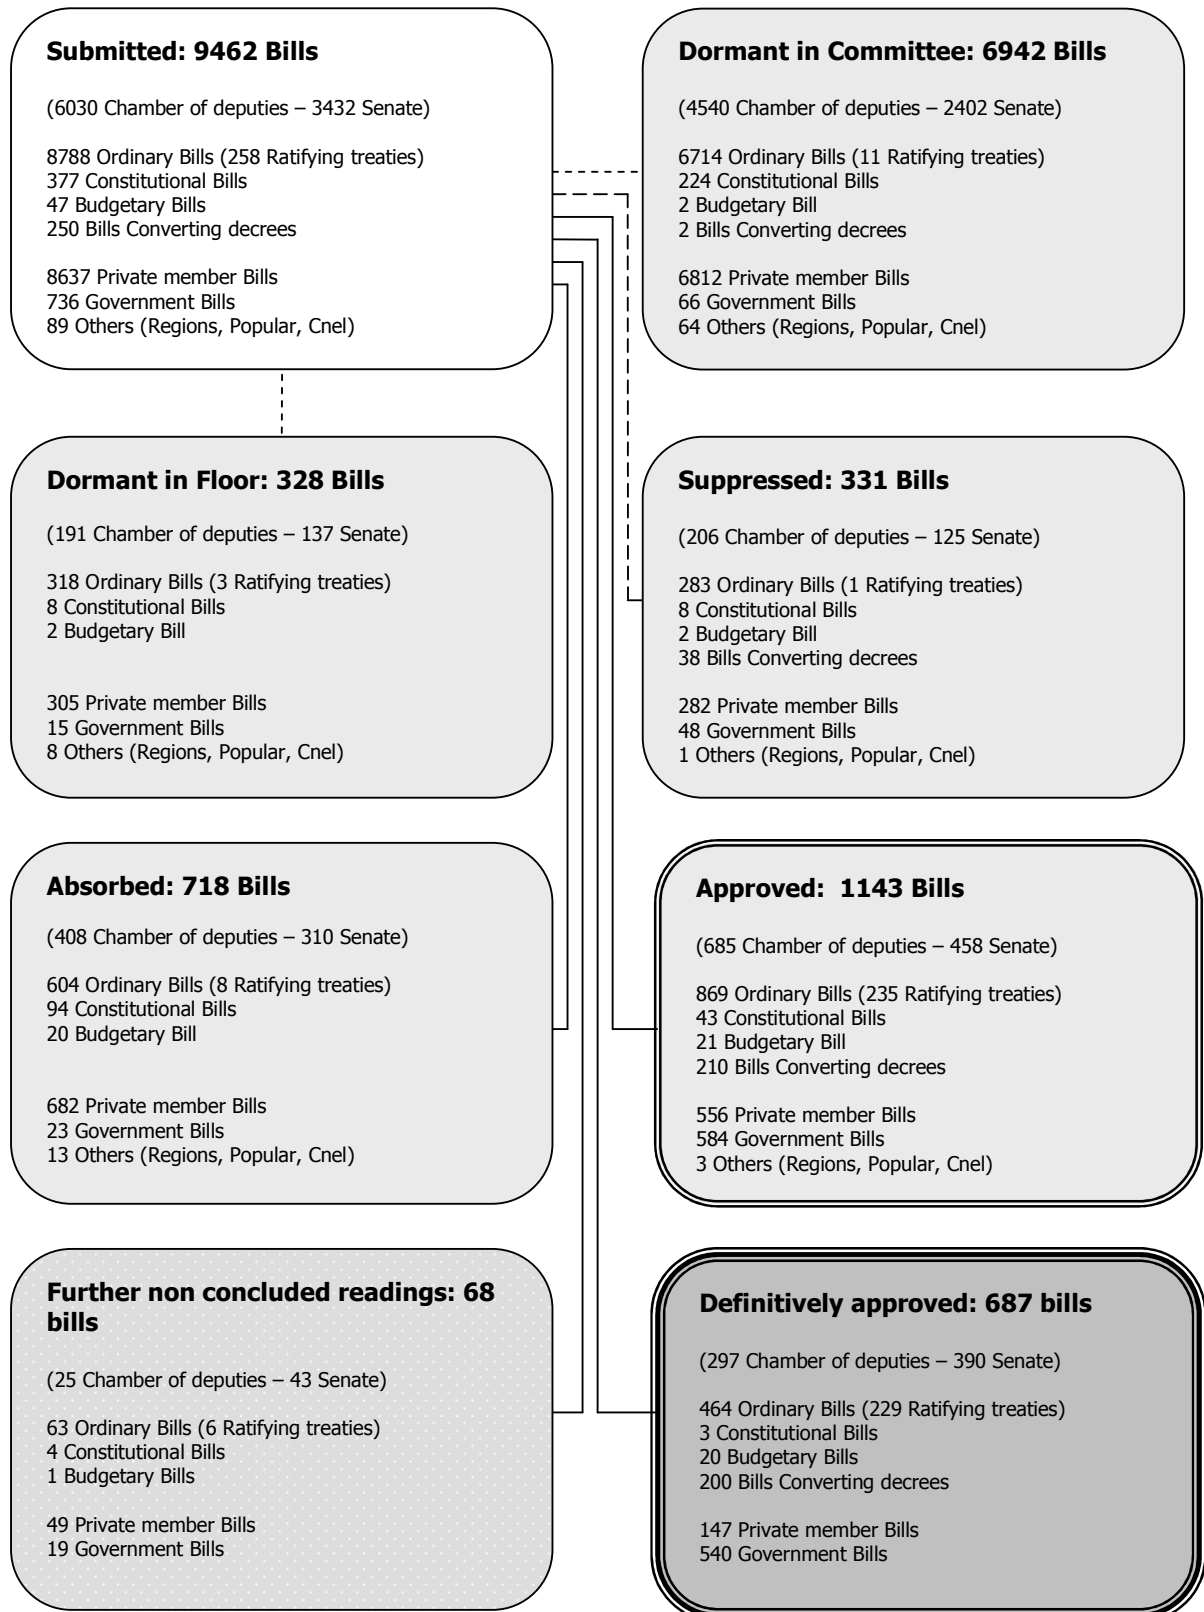 Submitted: 9462 Bills
(6030 Chamber of deputies – 3432 Senate)
8788 Ordinary Bills (258 Ratifying treaties)
377 Constitutional Bills
47 Budgetary Bills
250 Bills Converting decrees
8637 Private member Bills
736 Government Bills
89 Others (Regions, Popular, Cnel)
Dormant in Committee: 6942 Bills
(4540 Chamber of deputies – 2402 Senate)
6714 Ordinary Bills (11 Ratifying treaties)
224 Constitutional Bills
2 Budgetary Bill
2 Bills Converting decrees
6812 Private member Bills
66 Government Bills
64 Others (Regions, Popular, Cnel)
Dormant in Floor: 328 Bills
(191 Chamber of deputies – 137 Senate)
318 Ordinary Bills (3 Ratifying treaties)
8 Constitutional Bills
2 Budgetary Bill
305 Private member Bills
15 Government Bills
8 Others (Regions, Popular, Cnel)
Suppressed: 331 Bills
(206 Chamber of deputies – 125 Senate)
283 Ordinary Bills (1 Ratifying treaties)
8 Constitutional Bills
2 Budgetary Bill
38 Bills Converting decrees
282 Private member Bills
48 Government Bills
1 Others (Regions, Popular, Cnel)
Absorbed: 718 Bills
(408 Chamber of deputies – 310 Senate)
604 Ordinary Bills (8 Ratifying treaties)
94 Constitutional Bills
20 Budgetary Bill
682 Private member Bills
23 Government Bills
13 Others (Regions, Popular, Cnel)
Approved: 1143 Bills
(685 Chamber of deputies – 458 Senate)
869 Ordinary Bills (235 Ratifying treaties)
43 Constitutional Bills
21 Budgetary Bill
210 Bills Converting decrees
556 Private member Bills
584 Government Bills
3 Others (Regions, Popular, Cnel)
Further non concluded readings: 68
bills
(25 Chamber of deputies – 43 Senate)
63 Ordinary Bills (6 Ratifying treaties)
4 Constitutional Bills
1 Budgetary Bills
49 Private member Bills
19 Government Bills
Definitively approved: 687 bills
(297 Chamber of deputies – 390 Senate)
464 Ordinary Bills (229 Ratifying treaties)
3 Constitutional Bills
20 Budgetary Bills
200 Bills Converting decrees
147 Private member Bills
540 Government Bills